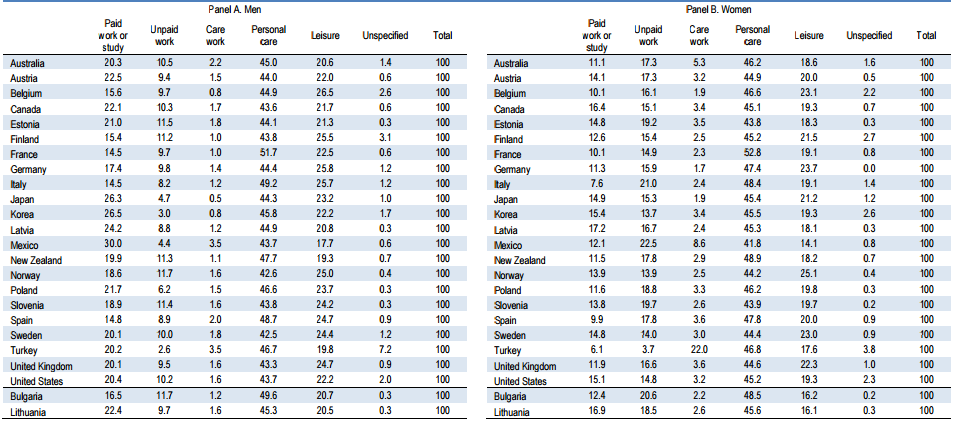 Panel A. Men Panel B. Women
Paid work or study Unpaid work Care work Personal care Leisure Unspecified Total Paid work or study Unpaid work Care work Personal care Leisure Unspecified Total
Australia 20.3 10.5 2.2 45.0 20.6 1.4 100 Australia 11.1 17.3 5.3 46.2 18.6 1.6 100
Austria 22.5 9.4 1.5 44.0 22.0 0.6 100 Austria 14.1 17.3 3.2 44.9 20.0 0.5 100
Belgium 15.6 9.7 0.8 44.9 26.5 2.6 100 Belgium 10.1 16.1 1.9 46.6 23.1 2.2 100
Canada 22.1 10.3 1.7 43.6 21.7 0.6 100 Canada 16.4 15.1 3.4 45.1 19.3 0.7 100
Estonia 21.0 11.5 1.8 44.1 21.3 0.3 100 Estonia 14.8 19.2 3.5 43.8 18.3 0.3 100
Finland 15.4 11.2 1.0 43.8 25.5 3.1 100 Finland 12.6 15.4 2.5 45.2 21.5 2.7 100
France 14.5 9.7 1.0 51.7 22.5 0.6 100 France 10.1 14.9 2.3 52.8 19.1 0.8 100
Germany 17.4 9.8 1.4 44.4 25.8 1.2 100 Germany 11.3 15.9 1.7 47.4 23.7 0.0 100
Italy 14.5 8.2 1.2 49.2 25.7 1.2 100 Italy 7.6 21.0 2.4 48.4 19.1 1.4 100
Japan 26.3 4.7 0.5 44.3 23.2 1.0 100 Japan 14.9 15.3 1.9 45.4 21.2 1.2 100
Korea 26.5 3.0 0.8 45.8 22.2 1.7 100 Korea 15.4 13.7 3.4 45.5 19.3 2.6 100
Latvia 24.2 8.8 1.2 44.9 20.8 0.3 100 Latvia 17.2 16.7 2.4 45.3 18.1 0.3 100
Mexico 30.0 4.4 3.5 43.7 17.7 0.6 100 Mexico 12.1 22.5 8.6 41.8 14.1 0.8 100
New Zealand 19.9 11.3 1.1 47.7 19.3 0.7 100 New Zealand 11.5 17.8 2.9 48.9 18.2 0.7 100
Norway 18.6 11.7 1.6 42.6 25.0 0.4 100 Norway 13.9 13.9 2.5 44.2 25.1 0.4 100
Poland 21.7 6.2 1.5 46.6 23.7 0.3 100 Poland 11.6 18.8 3.3 46.2 19.8 0.3 100
Slovenia 18.9 11.4 1.6 43.8 24.2 0.3 100 Slovenia 13.8 19.7 2.6 43.9 19.7 0.2 100
Spain 14.8 8.9 2.0 48.7 24.7 0.9 100 Spain 9.9 17.8 3.6 47.8 20.0 0.9 100
Sweden 20.1 10.0 1.8 42.5 24.4 1.2 100 Sweden 14.8 14.0 3.0 44.4 23.0 0.9 100
Turkey 20.2 2.6 3.5 46.7 19.8 7.2 100 Turkey 6.1 3.7 22.0 46.8 17.6 3.8 100
United Kingdom 20.1 9.5 1.6 43.3 24.7 0.9 100 United Kingdom 11.9 16.6 3.6 44.6 22.3 1.0 100
United States 20.4 10.2 1.6 43.7 22.2 2.0 100 United States 15.1 14.8 3.2 45.2 19.3 2.3 100
Bulgaria 16.5 11.7 1.2 49.6 20.7 0.3 100 Bulgaria 12.4 20.6 2.2 48.5 16.2 0.2 100
Lithuania 22.4 9.7 1.6 45.3 20.5 0.3 100 Lithuania 16.9 18.5 2.6 45.6 16.1 0.3 100